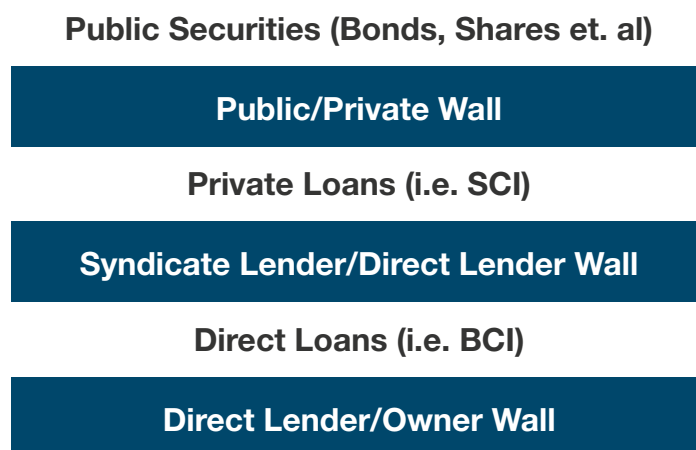 Public Securities (Bonds, Shares et. al)
Public/Private Wall
Private Loans (i.e. SCI)
Syndicate Lender/Direct Lender Wall
Direct Loans (i.e. BCI)
Direct Lender/Owner Wall